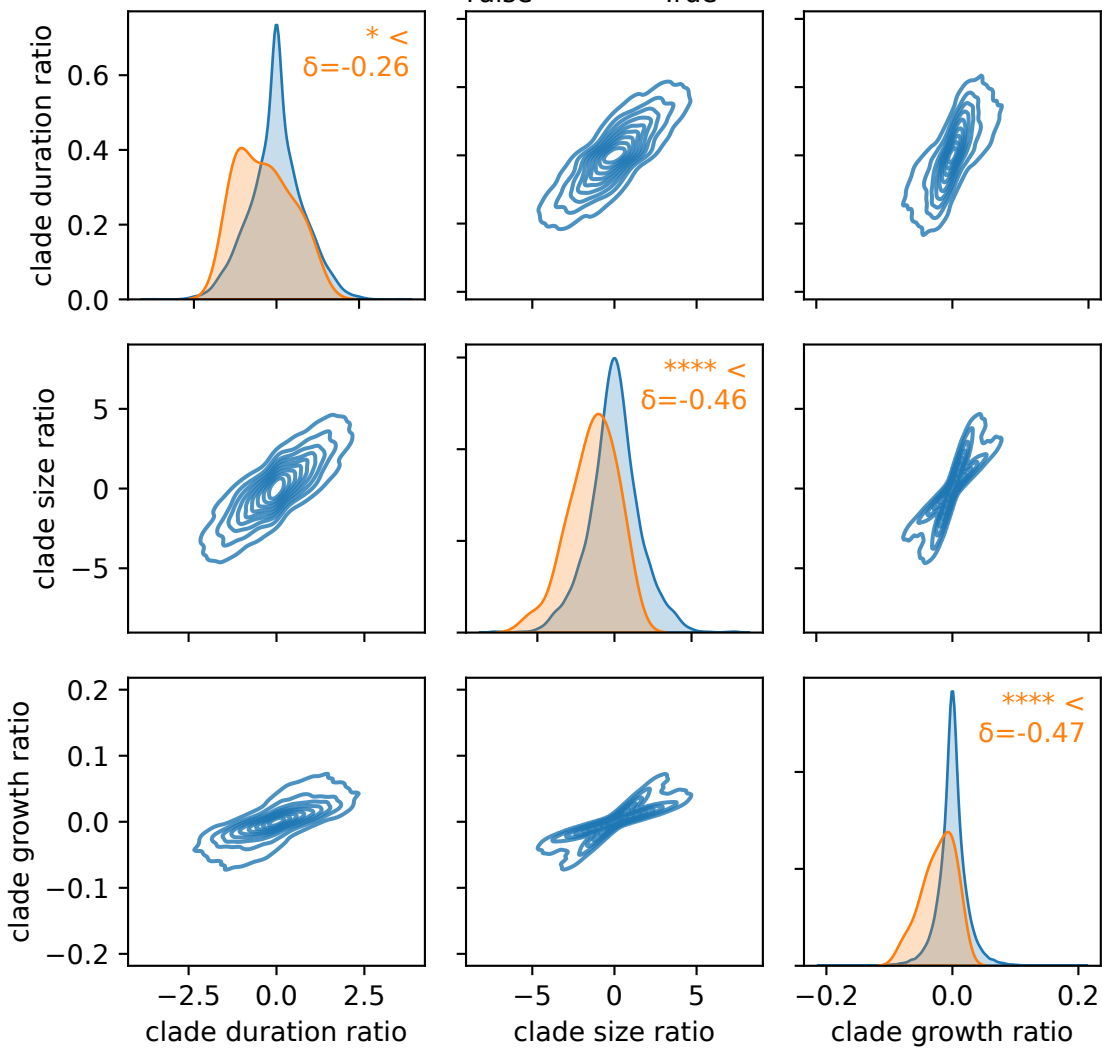 clade duration ratio
0.6
0.4
0.2
0.0
* <
δ=-0.26
clade size ratio
5
0
−5
**** <
δ=-0.46
clade growth ratio
0.2
0.1
0.0
−0.1
−0.2
**** <
δ=-0.47
−2.5 0.0 2.5
−5 0 5
−0.2 0.0 0.2
clade duration ratio
clade size ratio
clade growth ratio